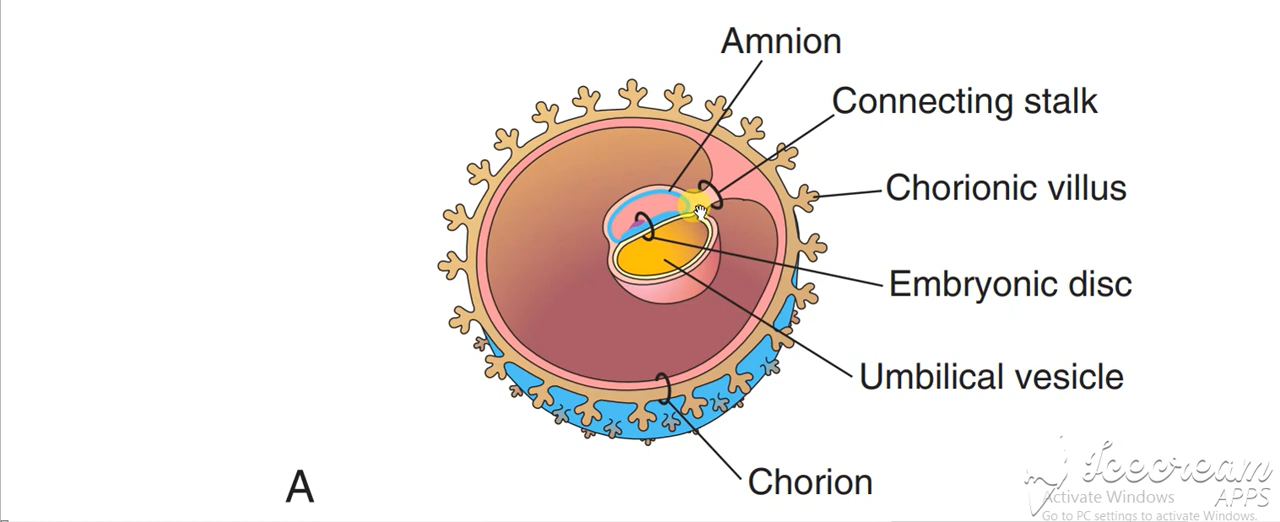 Amnion
Connecting stalk
Chorionic villus
Embryonic disc
Umbilical vesicle
Chorion
A
Icecream
APPS
Activate Windows
Go to PC settings to activate Windows.